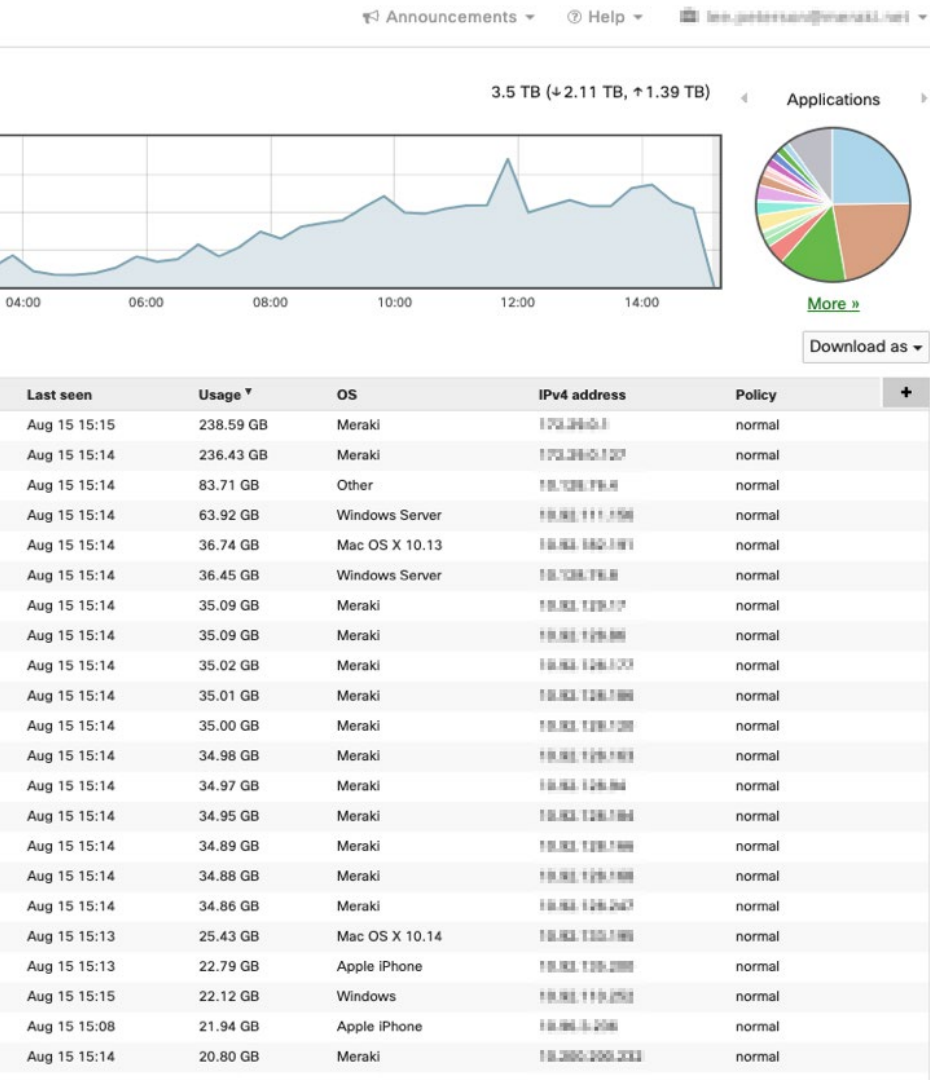 Announcements Help
3.5 TB (↓2.11 TB, ↑1.39 TB)
Applications
04:00 06:00 08:00 10:00 12:00 14:00
More »
Download as
Last seen Usage ▼ OS IPv4 address Policy +
Aug 15 15:15 238.59 GB Meraki normal
Aug 15 15:14 236.43 GB Meraki normal
Aug 15 15:14 83.71 GB Other normal
Aug 15 15:14 63.92 GB Windows Server normal
Aug 15 15:14 36.74 GB Mac OS X 10.13 normal
Aug 15 15:14 36.45 GB Windows Server normal
Aug 15 15:14 35.09 GB Meraki normal
Aug 15 15:14 35.09 GB Meraki normal
Aug 15 15:14 35.02 GB Meraki normal
Aug 15 15:14 35.01 GB Meraki normal
Aug 15 15:14 35.00 GB Meraki normal
Aug 15 15:14 34.98 GB Meraki normal
Aug 15 15:14 34.97 GB Meraki normal
Aug 15 15:14 34.95 GB Meraki normal
Aug 15 15:14 34.89 GB Meraki normal
Aug 15 15:14 34.88 GB Meraki normal
Aug 15 15:14 34.86 GB Meraki normal
Aug 15 15:13 25.43 GB Mac OS X 10.14 normal
Aug 15 15:13 22.79 GB Apple iPhone normal
Aug 15 15:15 22.12 GB Windows normal
Aug 15 15:08 21.94 GB Apple iPhone normal
Aug 15 15:14 20.80 GB Meraki normal